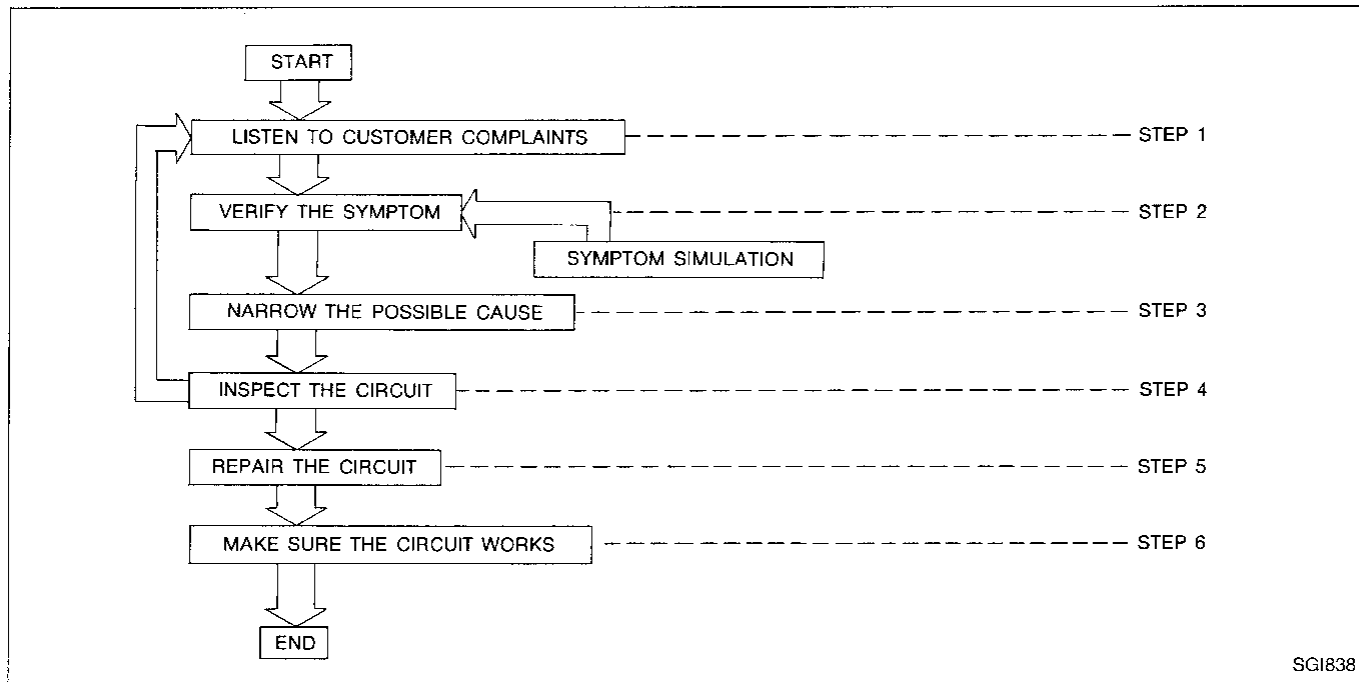 START
LISTEN TO CUSTOMER COMPLAINTS
STEP 1
VERIFY THE SYMPTOM
STEP 2
SYMPTOM SIMULATION
NARROW THE POSSIBLE CAUSE
STEP 3
INSPECT THE CIRCUIT
STEP 4
REPAIR THE CIRCUIT
STEP 5
MAKE SURE THE CIRCUIT WORKS
STEP 6
END
SGI838